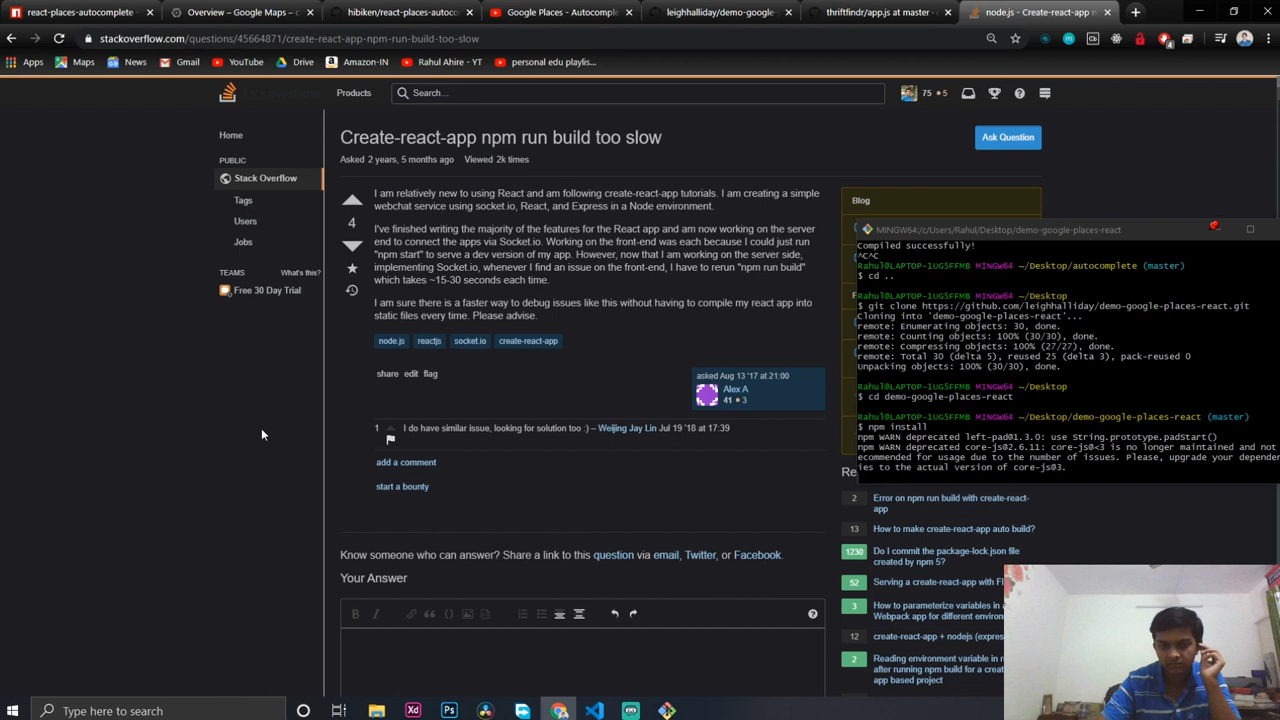 react-places-autocomplete
Overview – Google Maps –
hibiken/react-places-autoco
Google Places - Autocomple
leighhalliday/demo-google-
thriftfindr/app.js at master
node.js - Create-react-app n
stackoverflow.com/questions/45664871/create-react-app-npm-run-build-too-slow
Apps
Maps
News
Gmail
YouTube
Drive
Amazon-IN
Rahul Ahire - YT
personal edu playlis...
Products
Search...
75 • 5
Home
PUBLIC
Stack Overflow
Tags
Users
Jobs
TEAMS
What's this?
Free 30 Day Trial
Create-react-app npm run build too slow
Ask Question
Asked 2 years, 5 months ago Viewed 2k times
4
I am relatively new to using React and am following create-react-app tutorials. I am creating a simple
webchat service using socket.io, React, and Express in a Node environment.
I've finished writing the majority of the features for the React app and am now working on the server
end to connect the apps via Socket.io. Working on the front-end was each because I could just run
"npm start" to serve a dev version of my app. However, now that I am working on the server side,
implementing Socket.io, whenever I find an issue on the front-end, I have to rerun "npm run build"
which takes ~15-30 seconds each time.
I am sure there is a faster way to debug issues like this without having to compile my react app into
static files every time. Please advise.
node.js reactjs socket.io create-react-app
share edit flag
asked Aug 13 '17 at 21:00
Alex A
41 • 3
1 I do have similar issue, looking for solution too :) – Weijing Jay Lin Jul 19 '18 at 17:39
add a comment
start a bounty
Know someone who can answer? Share a link to this question via email, Twitter, or Facebook.
Your Answer
Blog
MINGW64:/c/Users/Rahul/Desktop/demo-google-places-react
Compiled successfully!
^C^C
Rahul@LAPTOP-1UG5FFMB MINGW64 ~/Desktop/autocomplete (master)
$ cd ..
Rahul@LAPTOP-1UG5FFMB MINGW64 ~/Desktop
$ git clone https://github.com/leighhalliday/demo-google-places-react.git
Cloning into 'demo-google-places-react'...
remote: Enumerating objects: 30, done.
remote: Counting objects: 100% (30/30), done.
remote: Compressing objects: 100% (27/27), done.
remote: Total 30 (delta 5), reused 25 (delta 3), pack-reused 0
Unpacking objects: 100% (30/30), done.
Rahul@LAPTOP-1UG5FFMB MINGW64 ~/Desktop
$ cd demo-google-places-react
Rahul@LAPTOP-1UG5FFMB MINGW64 ~/Desktop/demo-google-places-react (master)
$ npm install
npm WARN deprecated left-pad@1.3.0: use String.prototype.padStart()
npm WARN deprecated core-js@2.6.11: core-js@<3 is no longer maintained and not r
ecommended for usage due to the number of issues. Please, upgrade your dependenc
ies to the actual version of core-js@3.
Re
2 Error on npm run build with create-react-
app
13 How to make create-react-app auto build?
1230 Do I commit the package-lock.json file
created by npm 5?
52 Serving a create-react-app with Fl
3 How to parameterize variables in a
Webpack app for different environ
12 create-react-app + nodejs (expres
2 Reading environment variable in r
after running npm build for a crea
app based project
Type here to search